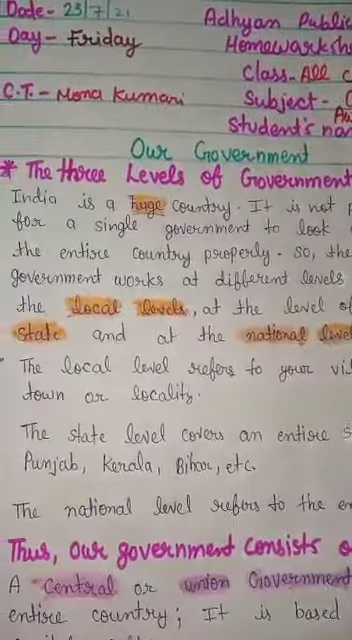 Date - 23/7/21
Adhyan Public
Day - Friday
Homework
Class - All
C.T. - Mona Kumari
Subject -
Student's
Our Government
* The three Levels of Government
India is a huge country. It is not
for a single government to look
the entire country properly. So, the
government works at different levels
the local levels, at the level of
state and at the national level
The local level refers to your
town or locality.
The state level covers an entire
Punjab, Kerala, Bihar, etc.
The national level refers to the
Thus, our government consists
A Central or union Government
entire country; It is based